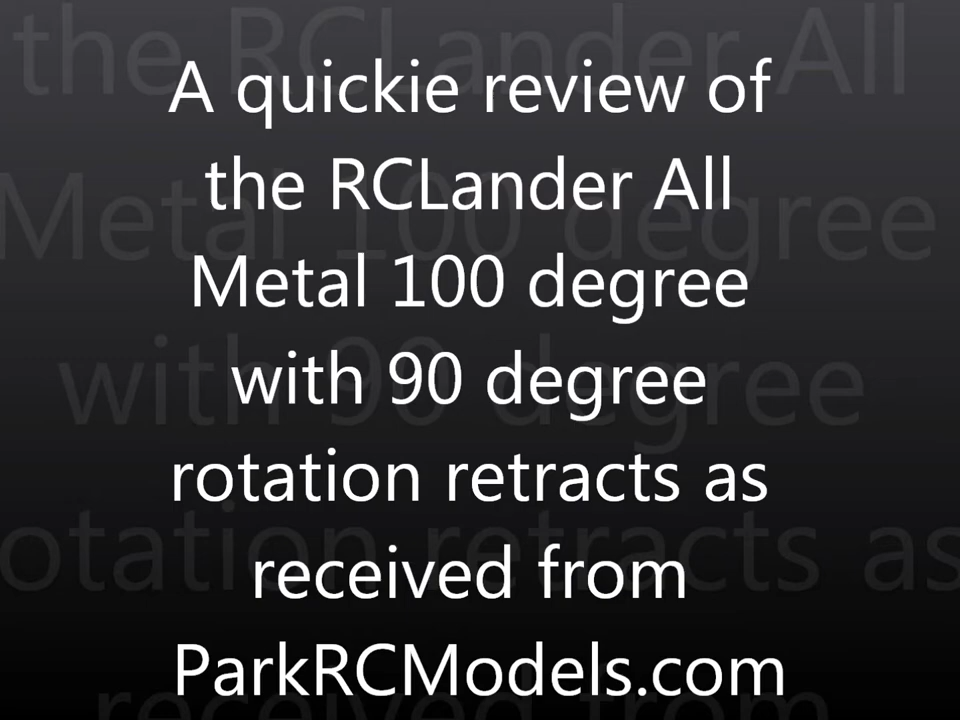 A quickie review of
the RCLander All
Metal 100 degree
with 90 degree
rotation retracts as
received from
ParkRCModels.com